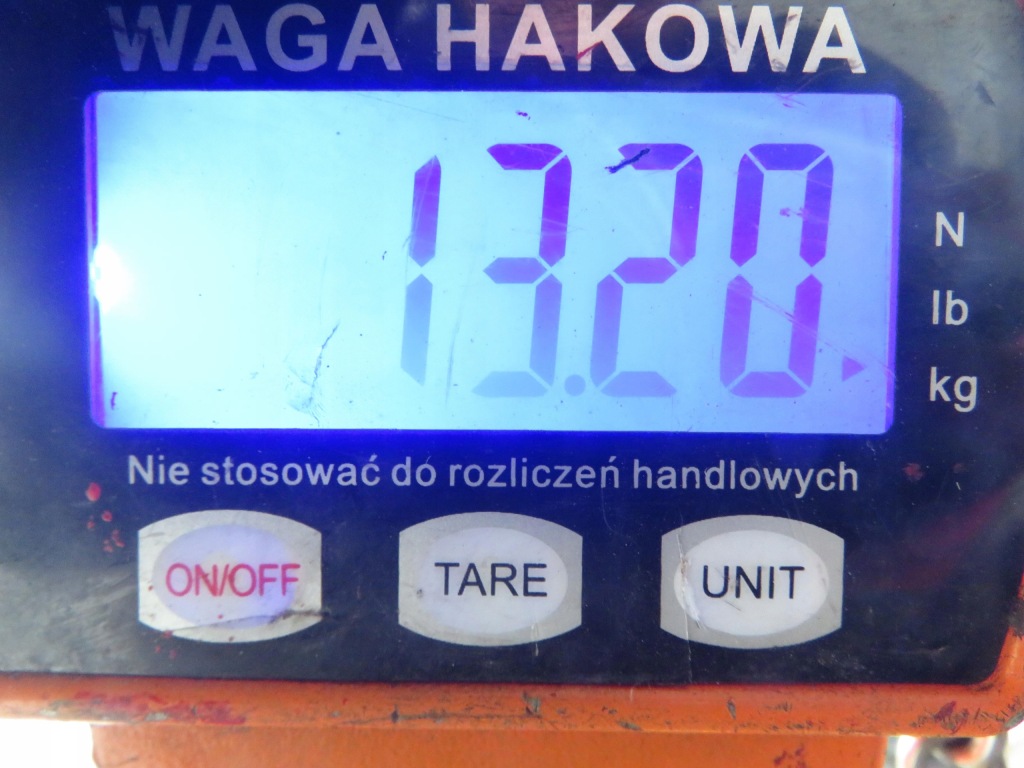 WAGA HAKOWA
13.20
N
lb
kg
Nie stosować do rozliczeń handlowych
ON/OFF TARE UNIT